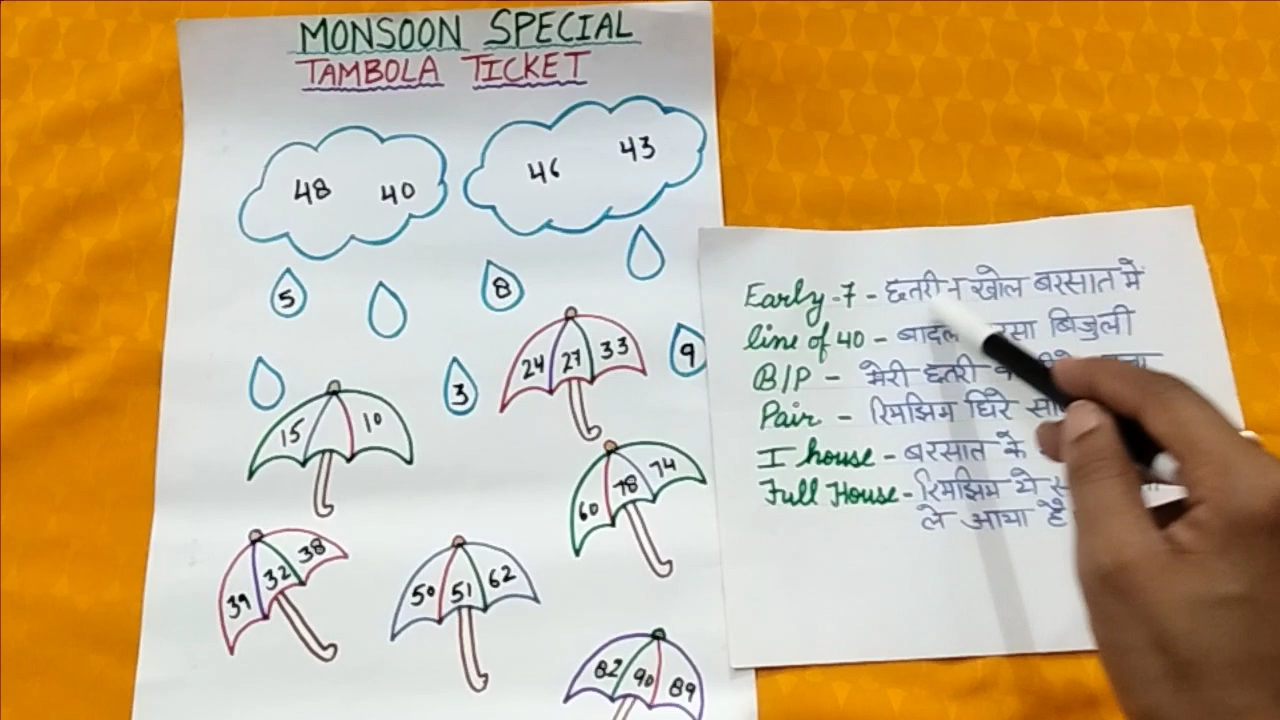 MONSOON SPECIAL
TAMBOLA TICKET
48 40
46 43
5
8
9
3
24 27 33
15 10
60 78 74
39 32 38
50 51 62
82 90 89
Early-7 - छतरी न खोल बरसात में
line of 40 - बादल बिजुली
B/P - मेरी छतरी
Pair - रिमझिम घिरे
I house - बरसात के
Full House - रिमझिम ये
ले आया है